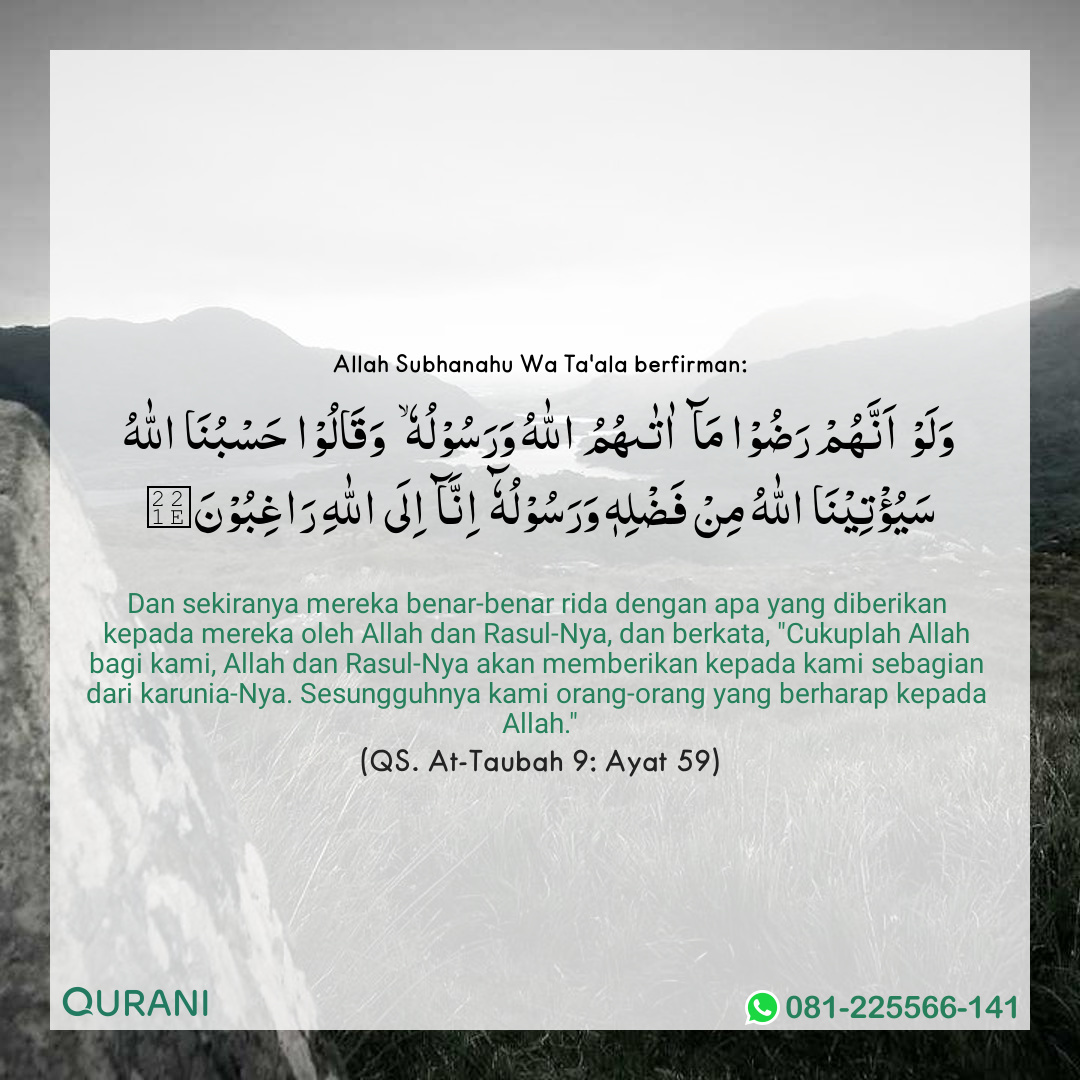 Allah Subhanahu Wa Ta'ala berfirman:
وَلَوْ اَنَّهُمْ رَضُوْا مَآ اٰتٰىهُمُ اللّٰهُ وَرَسُوْلُهٗۙ وَقَالُوْا حَسْبُنَا اللّٰهُ
سَيُؤْتِيْنَا اللّٰهُ مِنْ فَضْلِهٖ وَرَسُوْلُهٗٓ اِنَّآ اِلَى اللّٰهِ رَاغِبُوْنَ
Dan sekiranya mereka benar-benar rida dengan apa yang diberikan
kepada mereka oleh Allah dan Rasul-Nya, dan berkata, "Cukuplah Allah
bagi kami, Allah dan Rasul-Nya akan memberikan kepada kami sebagian
dari karunia-Nya. Sesungguhnya kami orang-orang yang berharap kepada
Allah."
(QS. At-Taubah 9: Ayat 59)
QURANI
081-225566-141